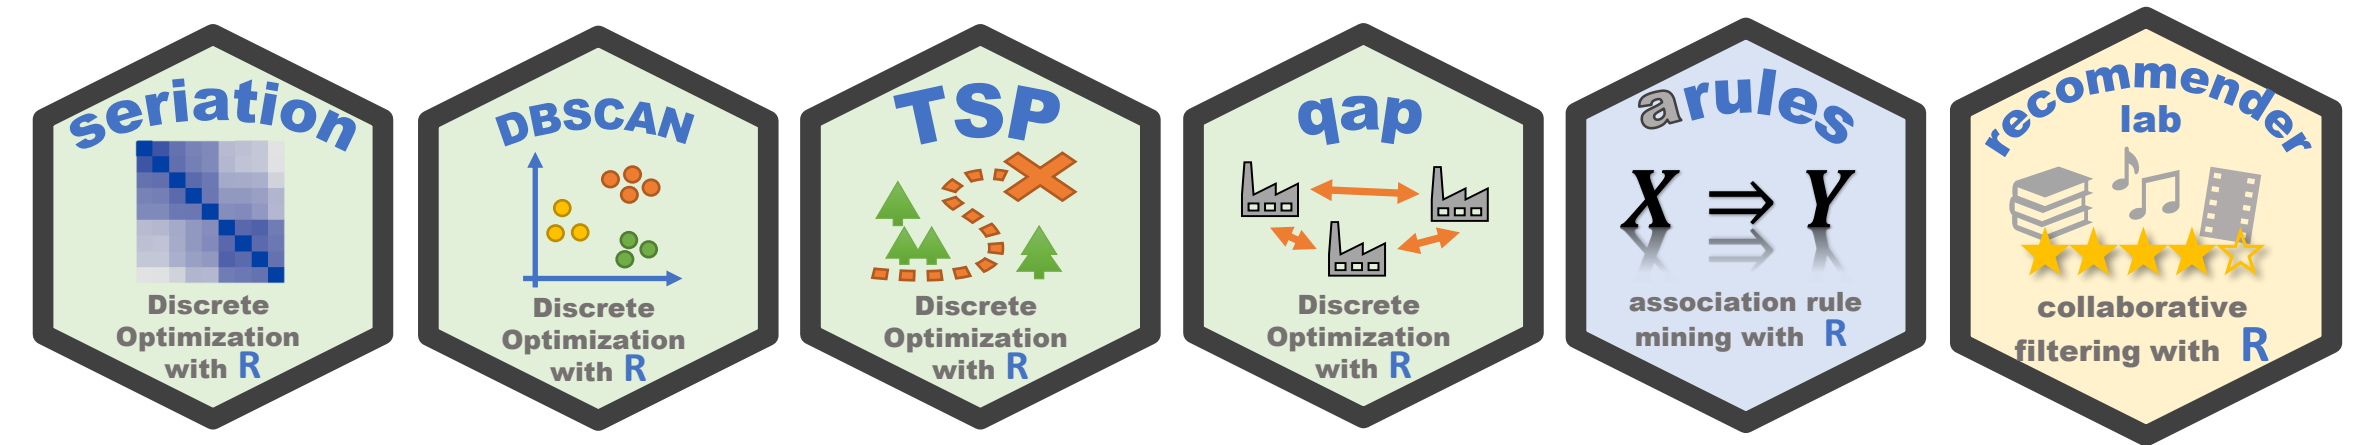 seriation
Discrete
Optimization
with R
DBSCAN
Discrete
Optimization
with R
TSP
Discrete
Optimization
with R
qap
Discrete
Optimization
with R
arules
X ⇒ Y
association rule
mining with R
recommender
lab
collaborative
filtering with R